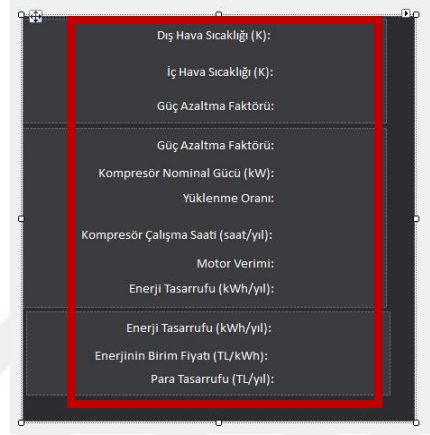 Dış Hava Sıcaklığı (K):
İç Hava Sıcaklığı (K):
Güç Azaltma Faktörü:
Güç Azaltma Faktörü:
Kompresör Nominal Gücü (kW):
Yüklenme Oranı:
Kompresör Çalışma Saati (saat/yıl):
Motor Verimi:
Enerji Tasarrufu (kWh/yıl):
Enerji Tasarrufu (kWh/yıl):
Enerjinin Birim Fiyatı (TL/kWh):
Para Tasarrufu (TL/yıl):